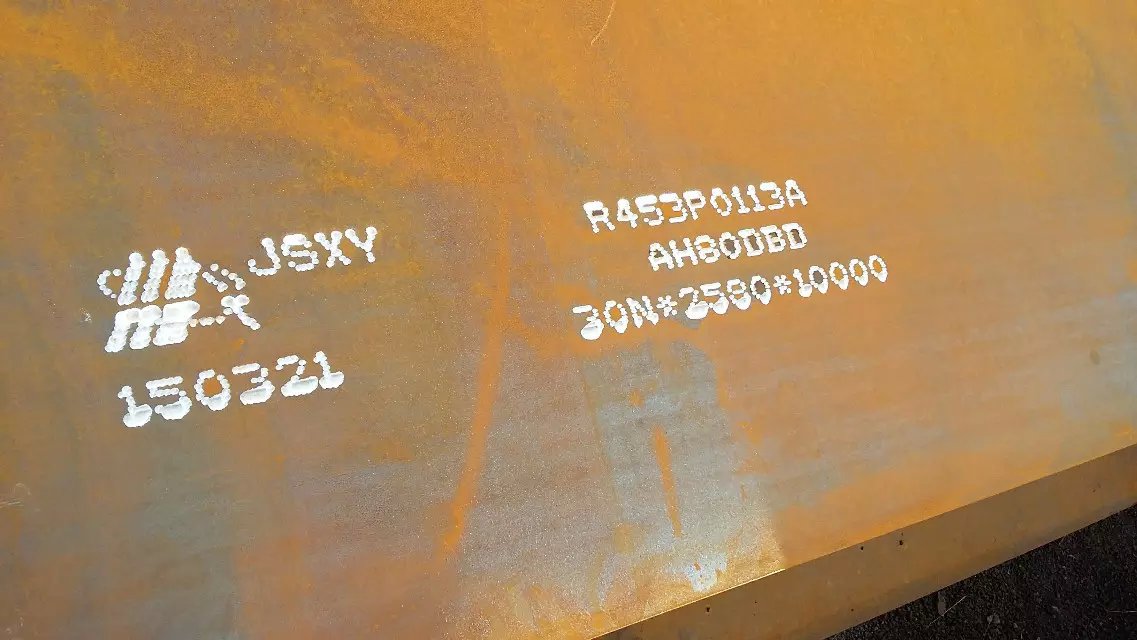 JSXY
150321
R453P0113A
AH80DBD
30N*2580*10000